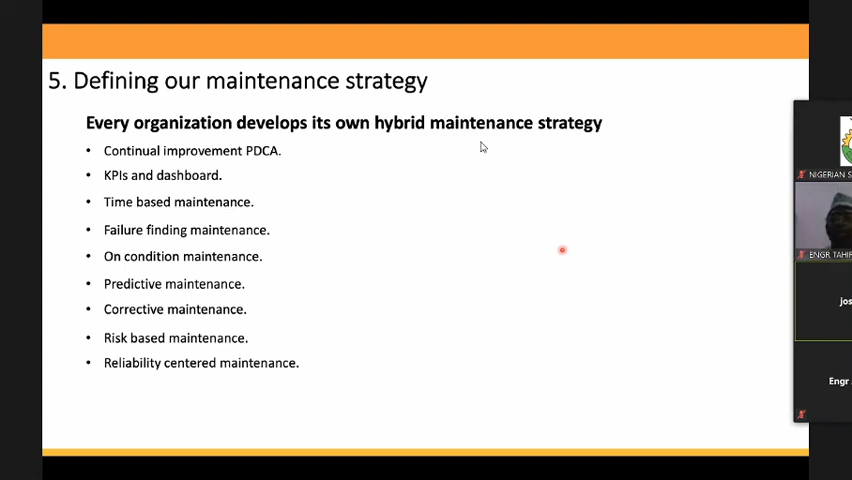 5. Defining our maintenance strategy
Every organization develops its own hybrid maintenance strategy
• Continual improvement PDCA.
• KPIs and dashboard.
• Time based maintenance.
• Failure finding maintenance.
• On condition maintenance.
• Predictive maintenance.
• Corrective maintenance.
• Risk based maintenance.
• Reliability centered maintenance.
NIGERIAN S
ENGR TAHIR
Jos
Engr